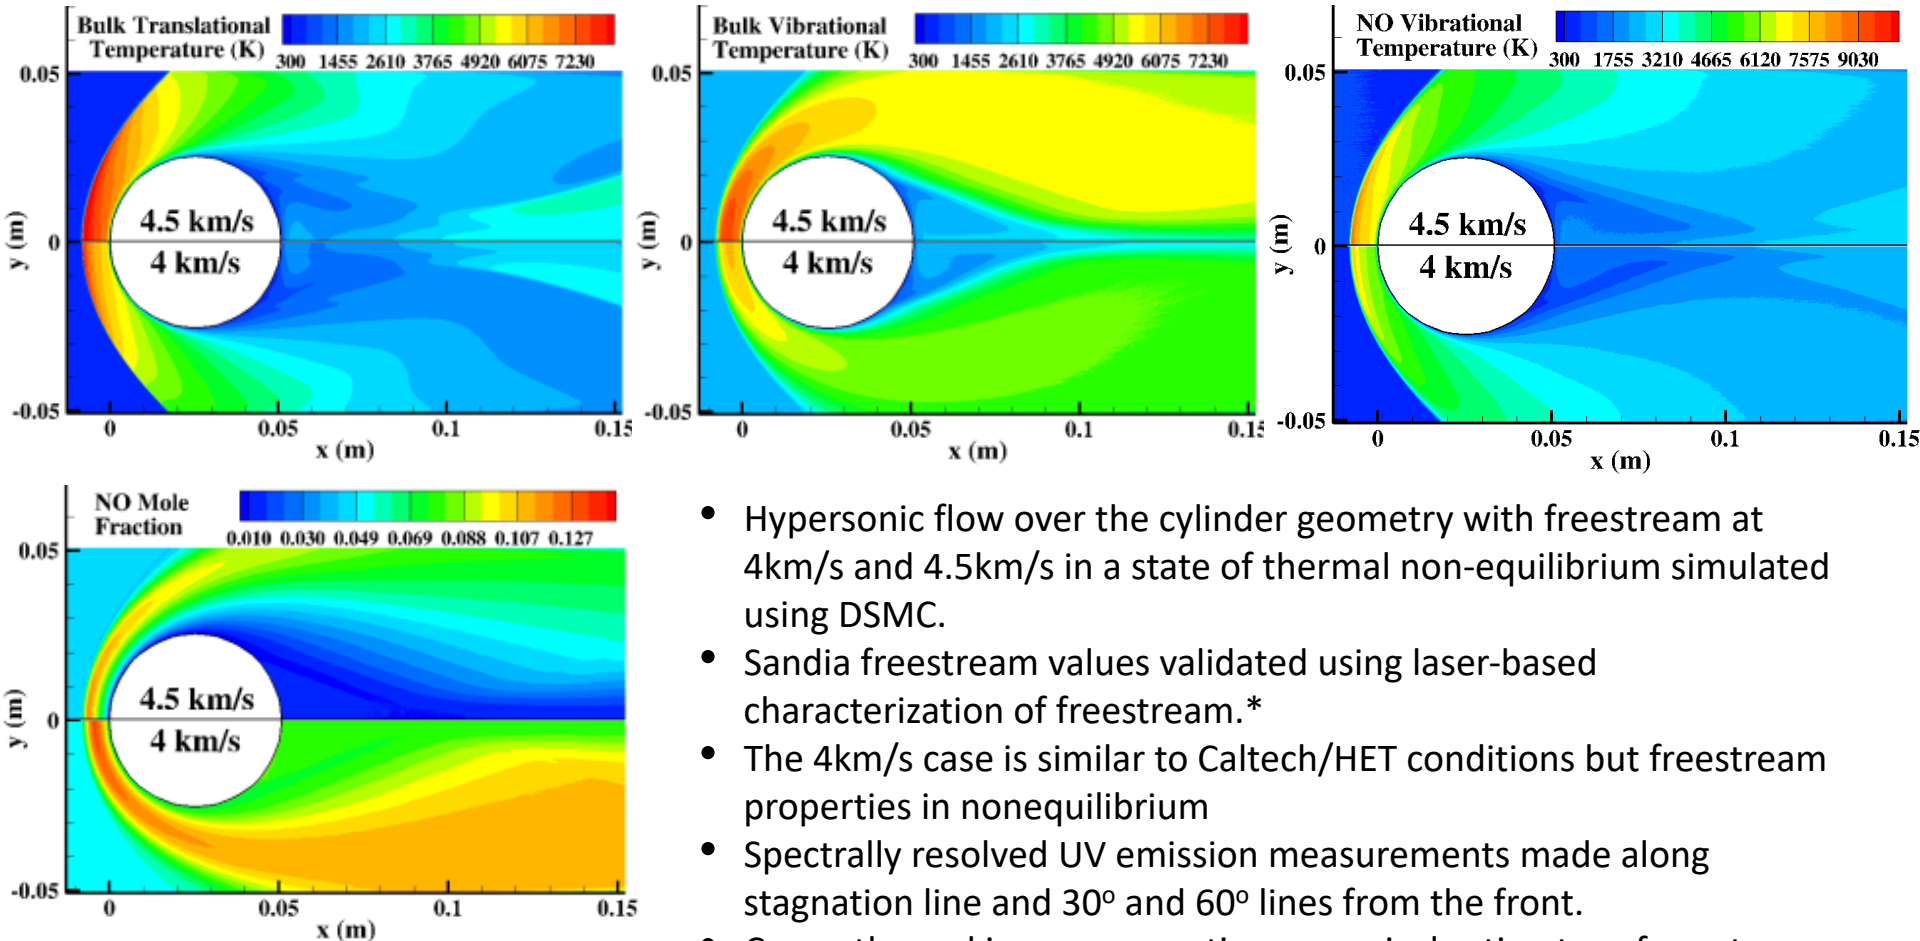 Bulk Translational
Temperature (K)
300 1455 2610 3765 4920 6075 7230
0.05
0
-0.05
y (m)
4.5 km/s
4 km/s
0 0.05 0.1 0.15
x (m)
Bulk Vibrational
Temperature (K)
300 1455 2610 3765 4920 6075 7230
0.05
0
-0.05
y (m)
4.5 km/s
4 km/s
0 0.05 0.1 0.15
x (m)
NO Vibrational
Temperature (K)
300 1755 3210 4665 6120 7575 9030
0.05
0
-0.05
y (m)
4.5 km/s
4 km/s
0 0.05 0.1 0.15
x (m)
NO Mole
Fraction
0.010 0.030 0.049 0.069 0.088 0.107 0.127
0.05
0
-0.05
y (m)
4.5 km/s
4 km/s
0 0.05 0.1 0.15
x (m)
• Hypersonic flow over the cylinder geometry with freestream at
4km/s and 4.5km/s in a state of thermal non-equilibrium simulated
using DSMC.
• Sandia freestream values validated using laser-based
characterization of freestream.*
• The 4km/s case is similar to Caltech/HET conditions but freestream
properties in nonequilibrium
• Spectrally resolved UV emission measurements made along
stagnation line and 30º and 60º lines from the front.